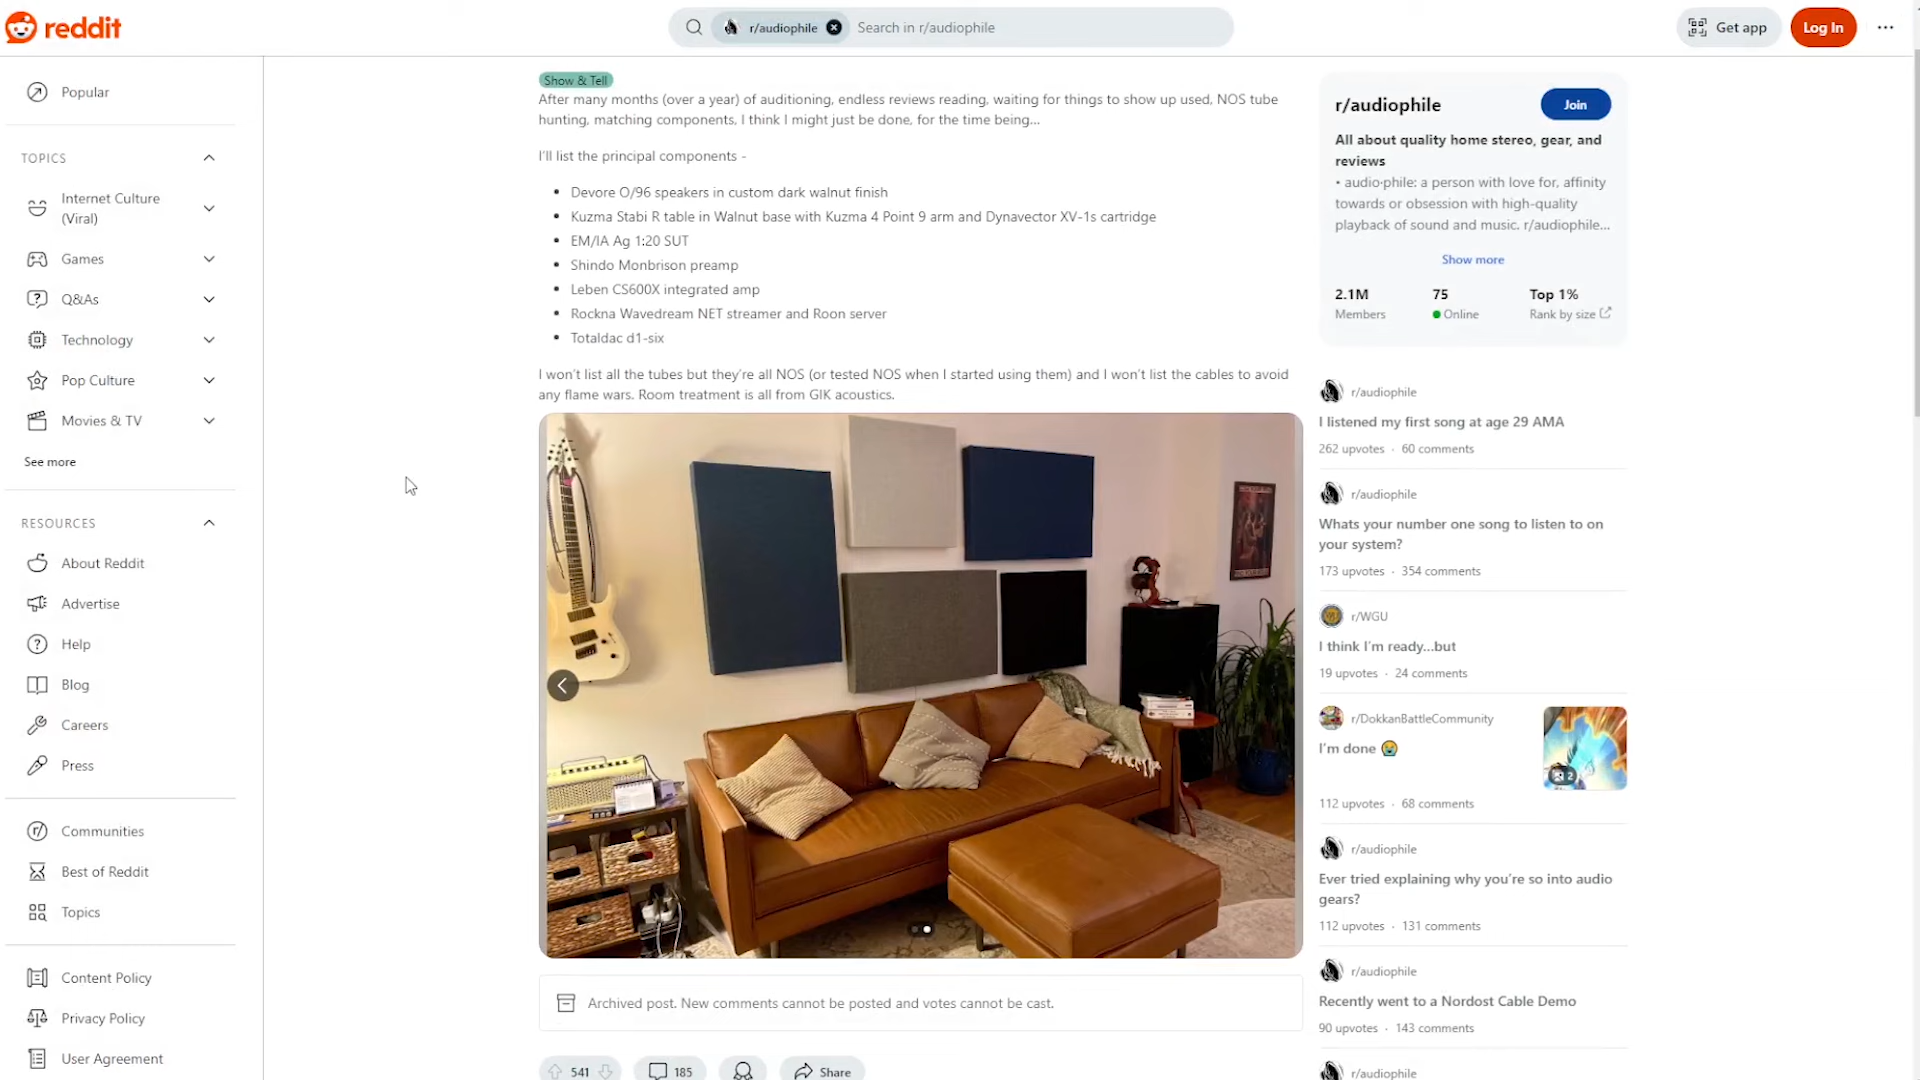 reddit
r/audiophile
Search in r/audiophile
Get app
Log In
Popular
TOPICS
Internet Culture
(Viral)
Games
Q&As
Technology
Pop Culture
Movies & TV
See more
RESOURCES
About Reddit
Advertise
Help
Blog
Careers
Press
Communities
Best of Reddit
Topics
Content Policy
Privacy Policy
User Agreement
Show & Tell
After many months (over a year) of auditioning, endless reviews reading, waiting for things to show up used, NOS tube
hunting, matching components, I think I might just be done, for the time being...
I'll list the principal components -
• Devore O/96 speakers in custom dark walnut finish
• Kuzma Stabi R table in Walnut base with Kuzma 4 Point 9 arm and Dynavector XV-1s cartridge
• EM/IA Ag 1:20 SUT
• Shindo Monbrison preamp
• Leben CS600X integrated amp
• Rockna Wavedream NET streamer and Roon server
• Totaldac d1-six
I won't list all the tubes but they're all NOS (or tested NOS when I started using them) and I won't list the cables to avoid
any flame wars. Room treatment is all from GIK acoustics.
Archived post. New comments cannot be posted and votes cannot be cast.
541
185
Share
r/audiophile
Join
All about quality home stereo, gear, and
reviews
• audio·phile: a person with love for, affinity
towards or obsession with high-quality
playback of sound and music. r/audiophile...
Show more
2.1M
Members
75
Online
Top 1%
Rank by size
r/audiophile
I listened my first song at age 29 AMA
262 upvotes · 60 comments
r/audiophile
Whats your number one song to listen to on
your system?
173 upvotes · 354 comments
r/WGU
I think I'm ready...but
19 upvotes · 24 comments
r/DokkanBattleCommunity
I'm done 😭
2
112 upvotes · 68 comments
r/audiophile
Ever tried explaining why you're so into audio
gears?
112 upvotes · 131 comments
r/audiophile
Recently went to a Nordost Cable Demo
90 upvotes · 143 comments
r/audiophile